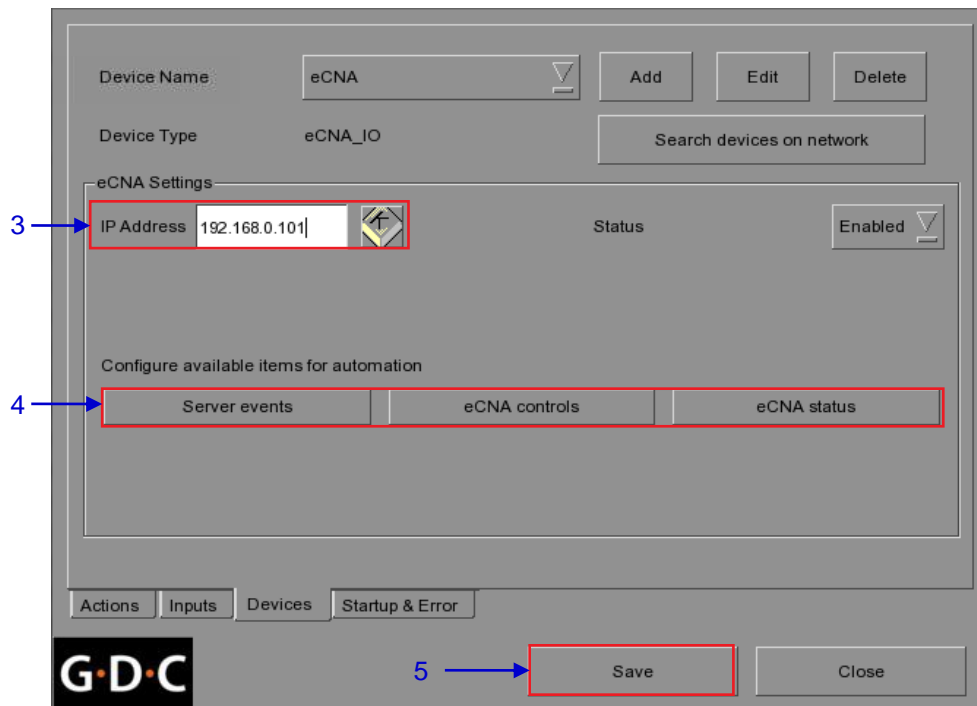 Device Name
eCNA
Add
Edit
Delete
Device Type
eCNA_IO
Search devices on network
eCNA Settings
3
IP Address
192.168.0.101
Status
Enabled
Configure available items for automation
4
Server events
eCNA controls
eCNA status
Actions
Inputs
Devices
Startup & Error
G·D·C
5
Save
Close